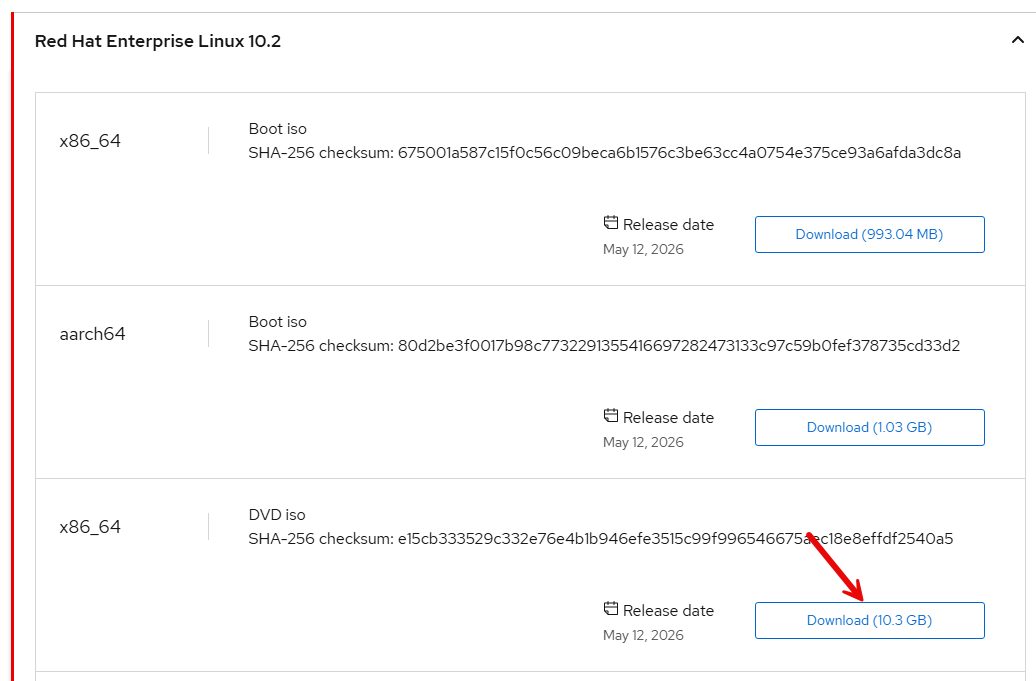 Red Hat Enterprise Linux 10.2
x86_64
Boot iso
SHA-256 checksum: 675001a587c15f0c56c09beca6b1576c3be63cc4a0754e375ce93a6afda3dc8a
Release date
May 12, 2026
Download (993.04 MB)
aarch64
Boot iso
SHA-256 checksum: 80d2be3f0017b98c7732291355416697282473133c97c59b0fef378735cd33d2
Release date
May 12, 2026
Download (1.03 GB)
x86_64
DVD iso
SHA-256 checksum: e15cb333529c332e76e4b1b946efe3515c99f996546675aec18e8effdf2540a5
Release date
May 12, 2026
Download (10.3 GB)